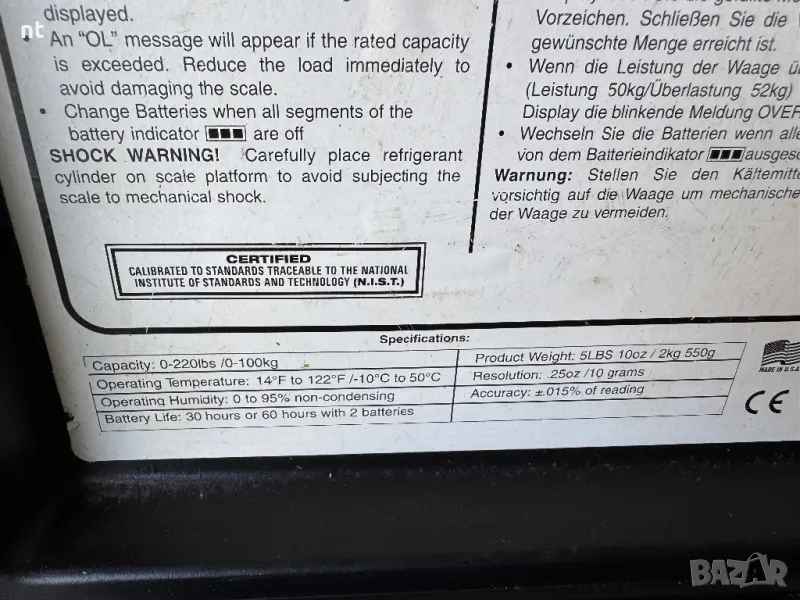 displayed.
• An "OL" message will appear if the rated capacity
is exceeded. Reduce the load immediately to
avoid damaging the scale.
• Change Batteries when all segments of the
battery indicator are off
SHOCK WARNING! Carefully place refrigerant
cylinder on scale platform to avoid subjecting the
scale to mechanical shock.
CERTIFIED
CALIBRATED TO STANDARDS TRACEABLE TO THE NATIONAL
INSTITUTE OF STANDARDS AND TECHNOLOGY (N.I.S.T.)
Vorzeichen. Schließen Sie die
gewünschte Menge erreicht ist.
• Wenn die Leistung der Waage
(Leistung 50kg/Überlastung 52kg)
Display die blinkende Meldung OVER
• Wechseln Sie die Batterien wenn
von dem Batterieindikator
Warnung: Stellen Sie den
vorsichtig auf die Waage um
der Waage zu vermeiden.
Specifications:
Capacity: 0-220lbs /0-100kg
Operating Temperature: 14°F to 122°F /-10°C to 50°C
Operating Humidity: 0 to 95% non-condensing
Battery Life: 30 hours or 60 hours with 2 batteries
Product Weight: 5LBS 10oz / 2kg 550g
Resolution: .25oz /10 grams
Accuracy: ±.015% of reading
MADE IN U.S.A
CE
nt
BAZAR